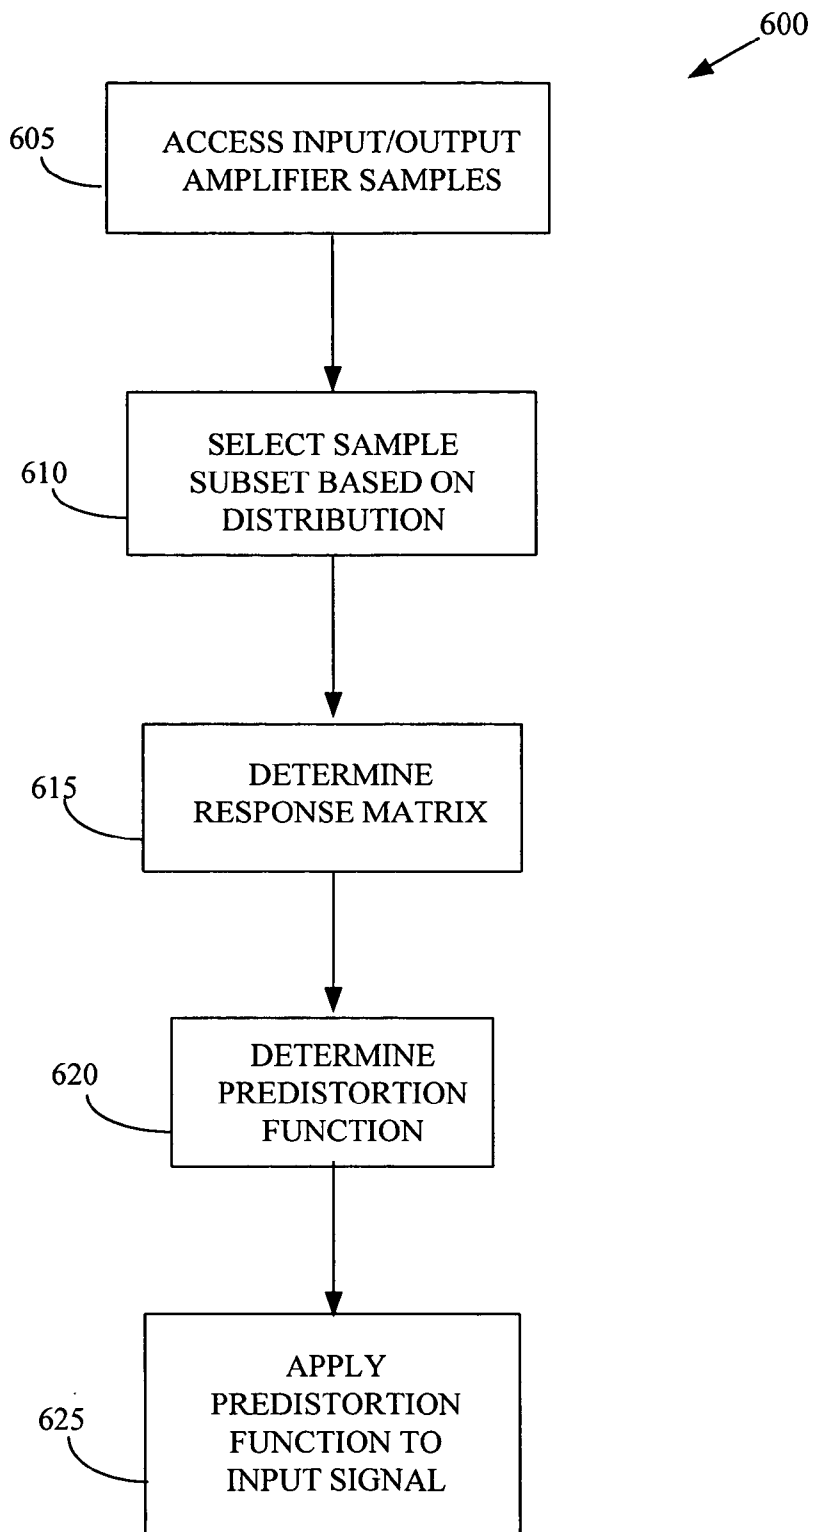 600
605
ACCESS INPUT/OUTPUT
AMPLIFIER SAMPLES
610
SELECT SAMPLE
SUBSET BASED ON
DISTRIBUTION
615
DETERMINE
RESPONSE MATRIX
620
DETERMINE
PREDISTORTION
FUNCTION
625
APPLY
PREDISTORTION
FUNCTION TO
INPUT SIGNAL